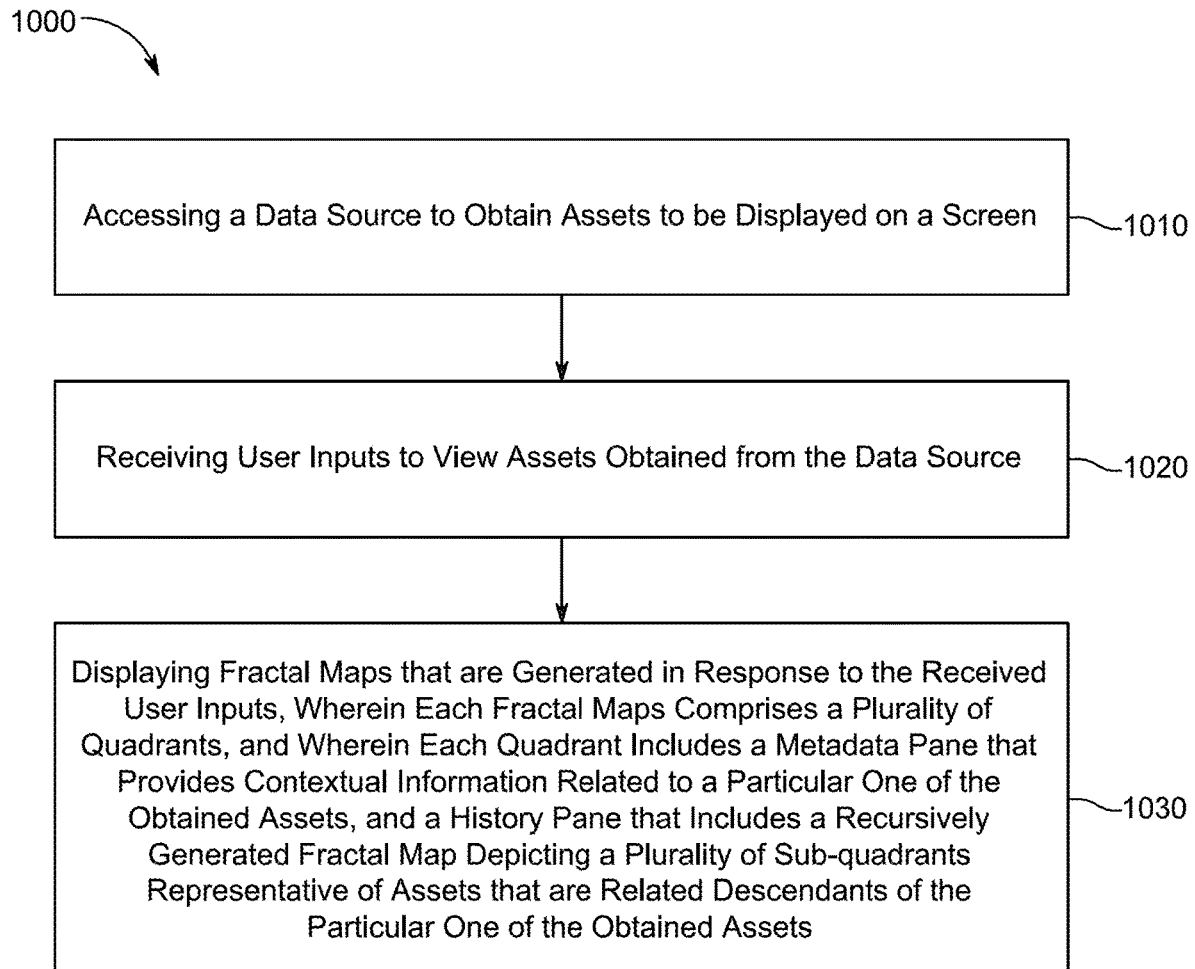 1000
Accessing a Data Source to Obtain Assets to be Displayed on a Screen
1010
Receiving User Inputs to View Assets Obtained from the Data Source
1020
Displaying Fractal Maps that are Generated in Response to the Received
User Inputs, Wherein Each Fractal Maps Comprises a Plurality of
Quadrants, and Wherein Each Quadrant Includes a Metadata Pane that
Provides Contextual Information Related to a Particular One of the
Obtained Assets, and a History Pane that Includes a Recursively
Generated Fractal Map Depicting a Plurality of Sub-quadrants
Representative of Assets that are Related Descendants of the
Particular One of the Obtained Assets
1030